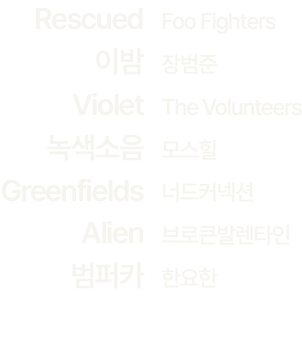 Rescued Foo Fighters
이밤 장범준
Violet The Volunteers
녹색소음 모스힐
Greenfields 너드커넥션
Alien 브로큰발렌타인
범퍼카 한요한